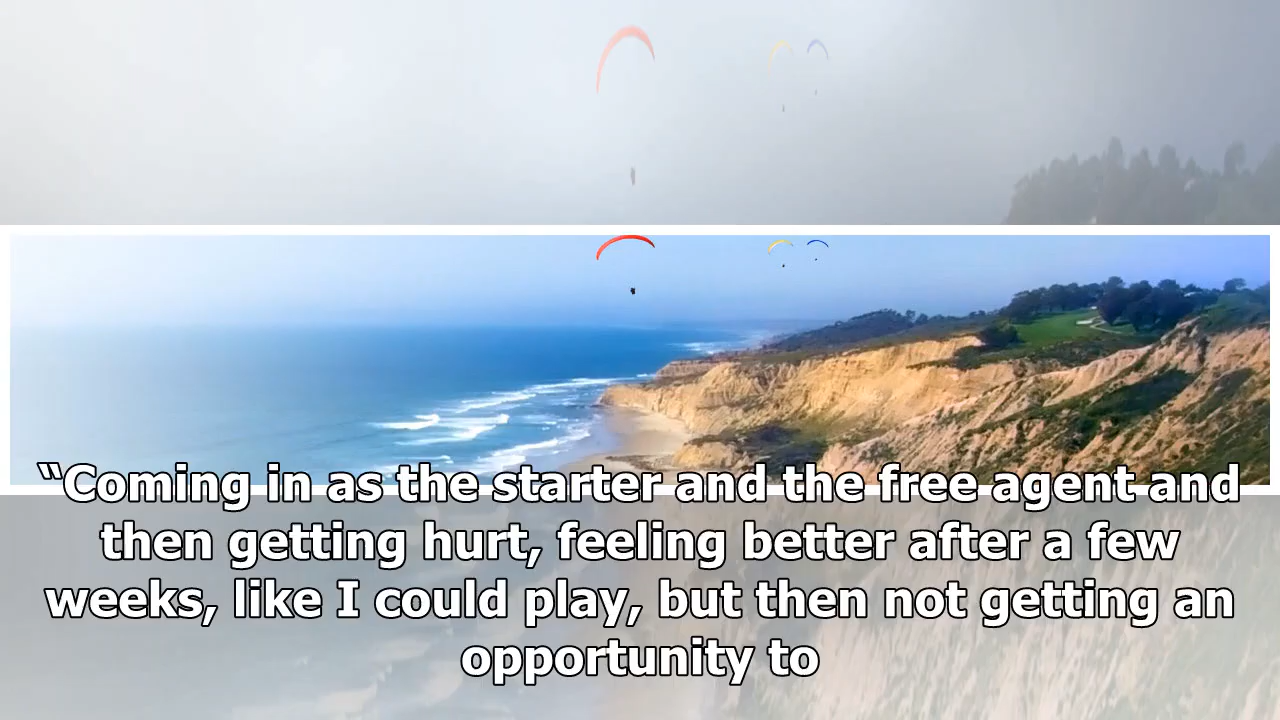 “Coming in as the starter and the free agent and
then getting hurt, feeling better after a few
weeks, like I could play, but then not getting an
opportunity to